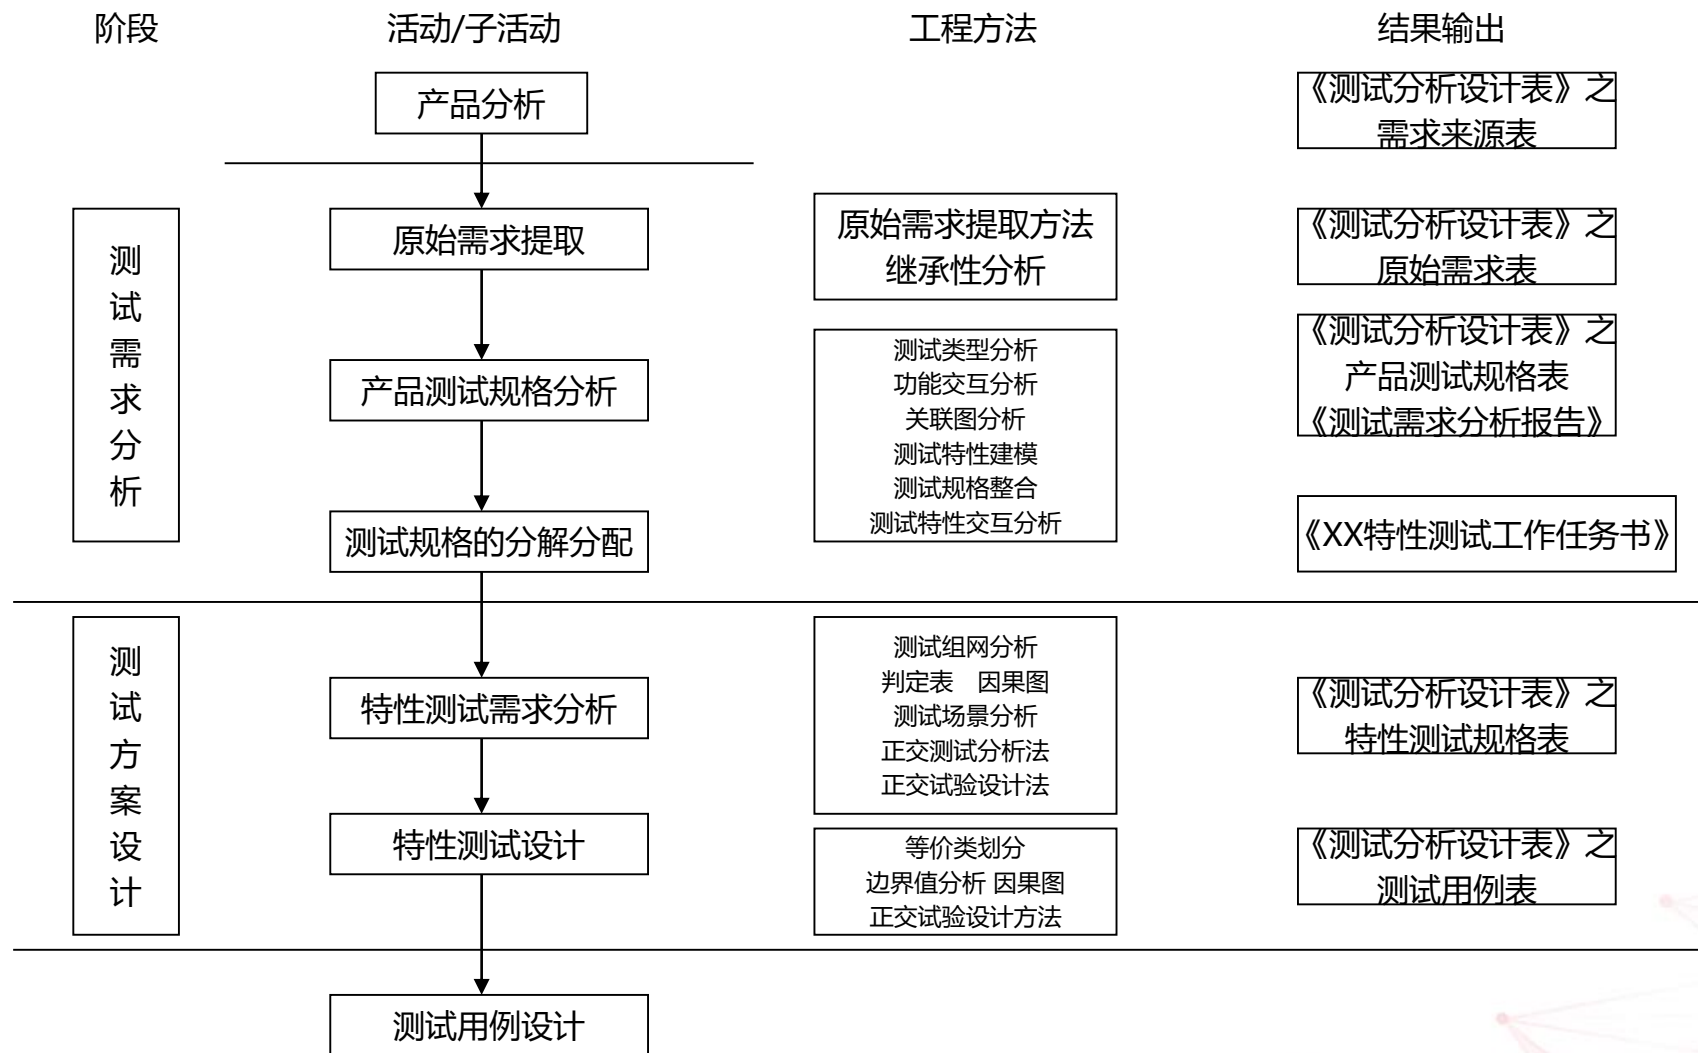 阶段
活动/子活动
工程方法
结果输出
产品分析
《测试分析设计表》之
需求来源表
测试需求分析
原始需求提取
原始需求提取方法
继承性分析
《测试分析设计表》之
原始需求表
产品测试规格分析
测试类型分析
功能交互分析
关联图分析
测试特性建模
测试规格整合
测试特性交互分析
《测试分析设计表》之
产品测试规格表
《测试需求分析报告》
测试规格的分解分配
《XX特性测试工作任务书》
测试方案设计
特性测试需求分析
测试组网分析
判定表 因果图
测试场景分析
正交测试分析法
正交试验设计法
《测试分析设计表》之
特性测试规格表
特性测试设计
等价类划分
边界值分析 因果图
正交试验设计方法
《测试分析设计表》之
测试用例表
测试用例设计